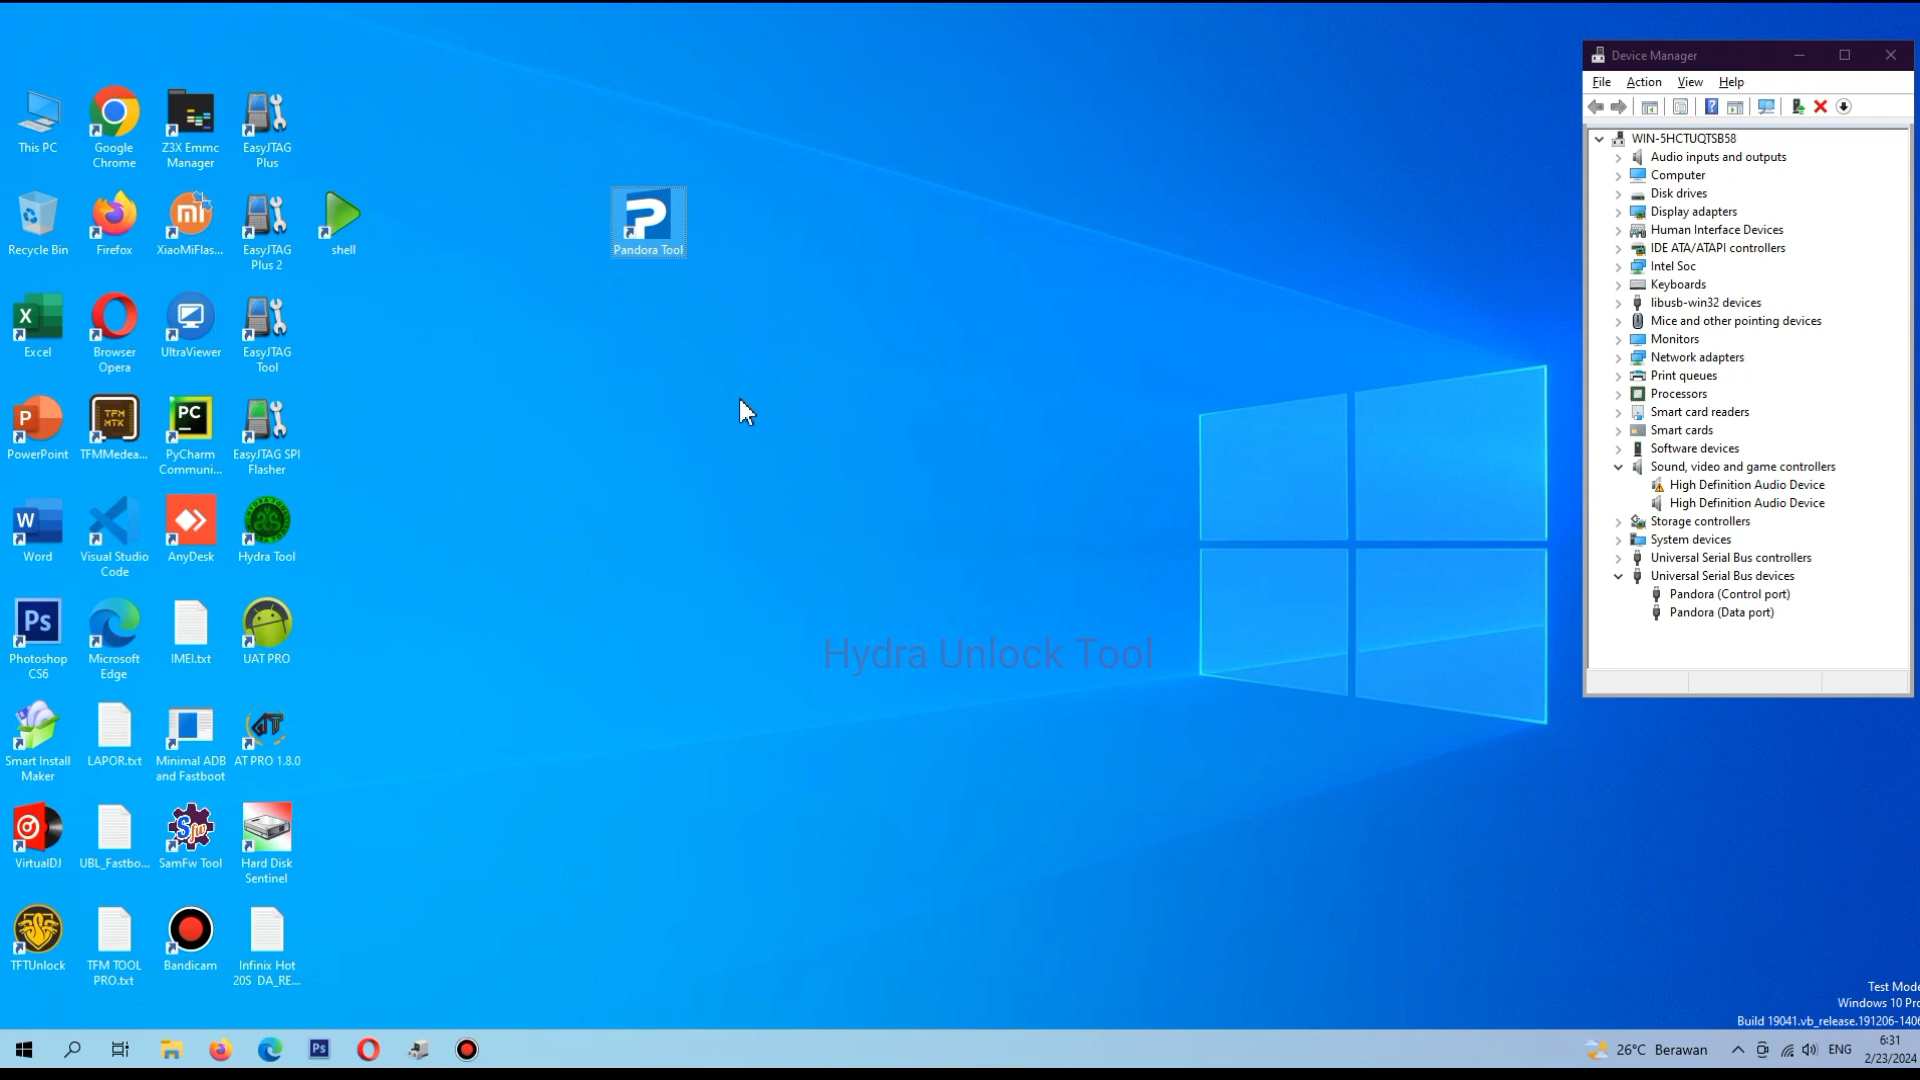 This PC
Google
Chrome
Z3X Emmc
Manager
EasyJTAG
Plus
Recycle Bin
Firefox
XiaoMiFlas...
EasyJTAG
Plus 2
shell
Pandora Tool
Excel
Browser
Opera
UltraViewer
EasyJTAG
Tool
PowerPoint
TFM
MTK
TFMMedea...
PC
PyCharm
Communi...
EasyJTAG SPI
Flasher
Word
Visual Studio
Code
AnyDesk
Hydra Tool
Ps
Photoshop
CS6
Microsoft
Edge
IMEI.txt
UAT PRO
Smart Install
Maker
LAPOR.txt
Minimal ADB
and Fastboot
AT PRO 1.8.0
VirtualDJ
UBL_Fastbo...
Sfw
SamFw Tool
Hard Disk
Sentinel
TFTUnlock
TFM TOOL
PRO.txt
Bandicam
Infinix Hot
20S DA_RE...
Hydra Unlock Tool
Device Manager
File Action View Help
WIN-5HCTUQTSB58
Audio inputs and outputs
Computer
Disk drives
Display adapters
Human Interface Devices
IDE ATA/ATAPI controllers
Intel Soc
Keyboards
libusb-win32 devices
Mice and other pointing devices
Monitors
Network adapters
Print queues
Processors
Smart card readers
Smart cards
Software devices
Sound, video and game controllers
High Definition Audio Device
High Definition Audio Device
Storage controllers
System devices
Universal Serial Bus controllers
Universal Serial Bus devices
Pandora (Control port)
Pandora (Data port)
Test Mode
Windows 10 Pro
Build 19041.vb_release.191206-1406
Ps
26°C Berawan
ENG
6:31
2/23/2024